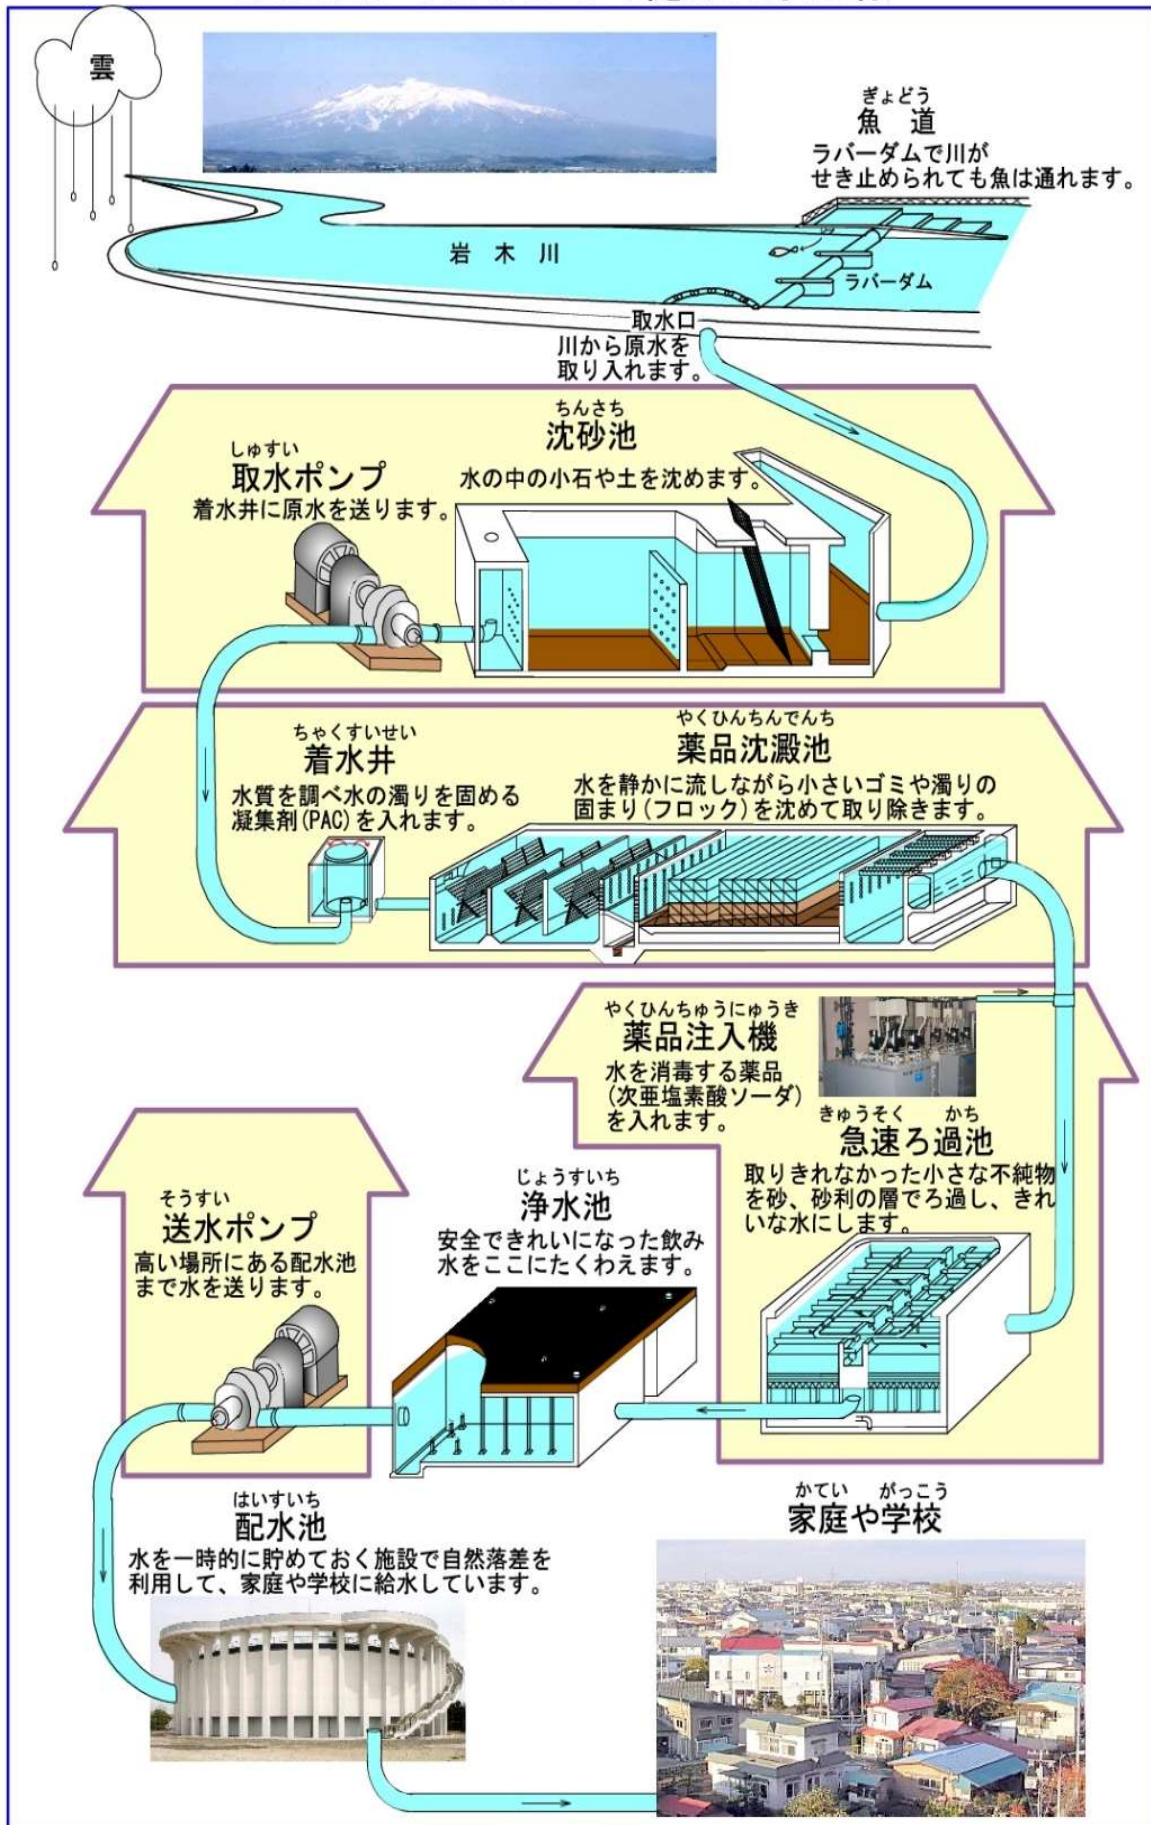 雲
ぎょどう
魚 道
ラバーダムで川が
せき止められても魚は通れます。
岩 木 川
ラバーダム
取水口
川から原水を
取り入れます。
ちんさち
沈砂池
水の中の小石や土を沈めます。
しゅすい
取水ポンプ
着水井に原水を送ります。
ちゃくすいせい
着水井
水質を調べ水の濁りを固める
凝集剤(PAC)を入れます。
やくひんちんでんち
薬品沈澱池
水を静かに流しながら小さいゴミや濁りの
固まり(フロック)を沈めて取り除きます。
やくひんちゅうにゅうき
薬品注入機
水を消毒する薬品
(次亜塩素酸ソーダ)
を入れます。
きゅうそく かち
急速ろ過池
取りきれなかった小さな不純物
を砂、砂利の層でろ過し、きれ
いな水にします。
じょうすいち
浄水池
安全できれいになった飲み
水をここにたくわえます。
そうすい
送水ポンプ
高い場所にある配水池
まで水を送ります。
はいすいち
配水池
水を一時的に貯めておく施設で自然落差を
利用して、家庭や学校に給水しています。
かてい がっこう
家庭や学校